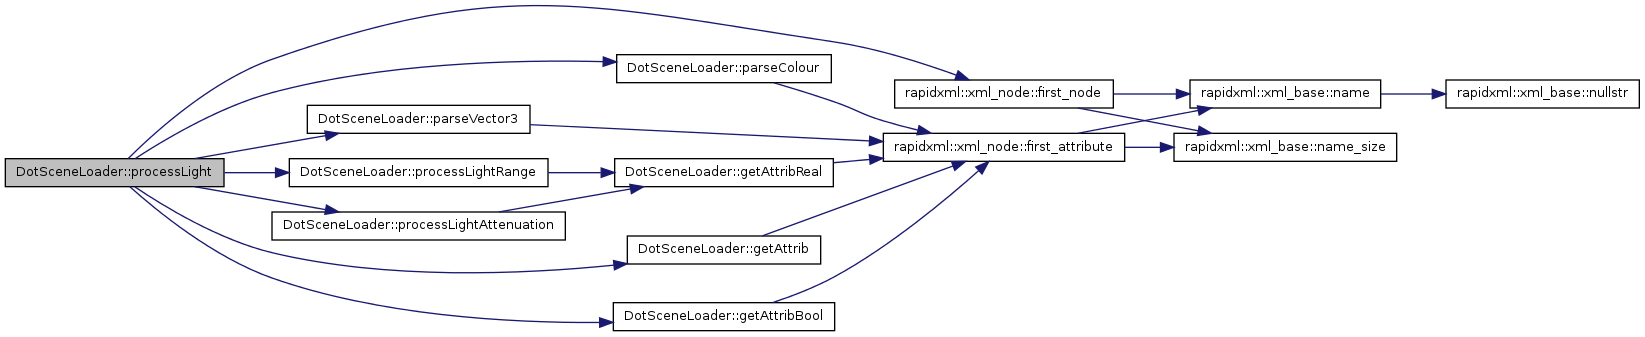 DotSceneLoader::processLight
DotSceneLoader::parseColour
DotSceneLoader::parseVector3
DotSceneLoader::processLightRange
DotSceneLoader::processLightAttenuation
DotSceneLoader::getAttribReal
DotSceneLoader::getAttrib
DotSceneLoader::getAttribBool
rapidxml::xml_node::first_node
rapidxml::xml_node::first_attribute
rapidxml::xml_base::name
rapidxml::xml_base::name_size
rapidxml::xml_base::nullstr